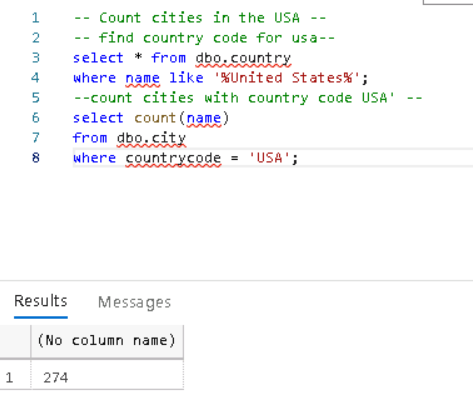 1 -- Count cities in the USA --
2 -- find country code for usa--
3 select * from dbo.country
4 where name like '%United States%';
5 --count cities with country code USA' --
6 select count(name)
7 from dbo.city
8 where countrycode = 'USA';
Results Messages
(No column name)
1 274